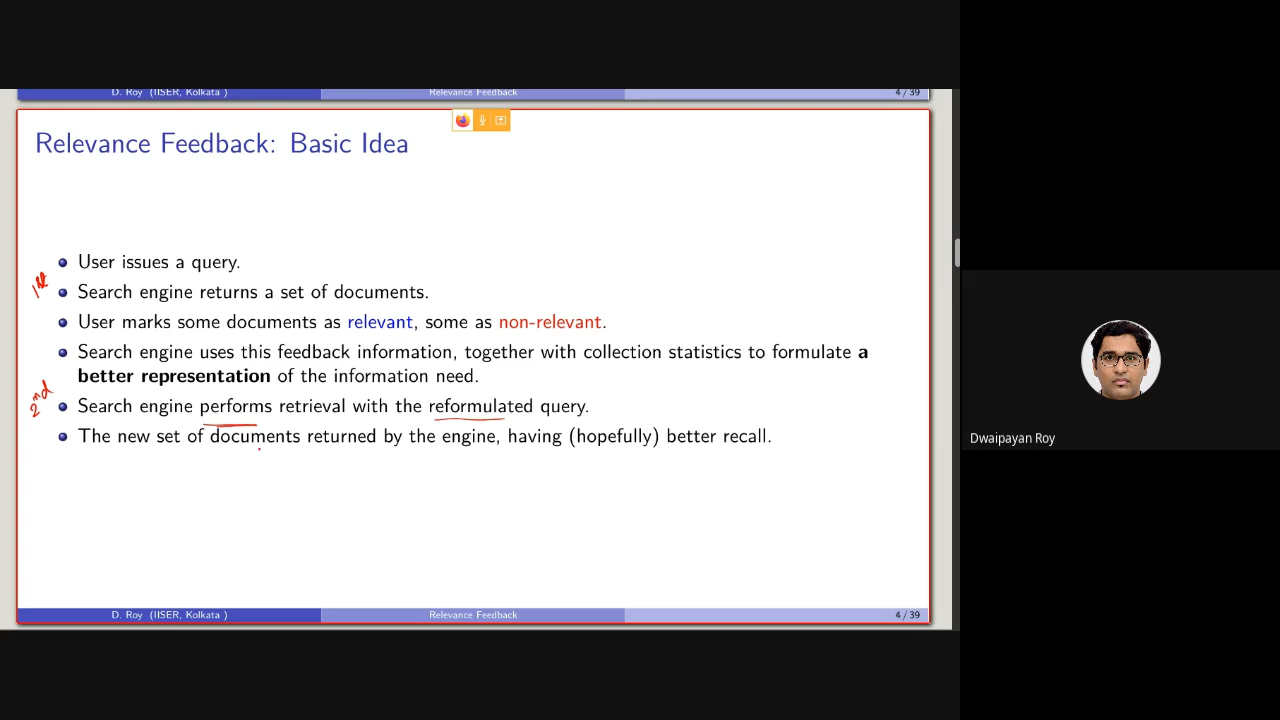 D. Roy (IISER, Kolkata ) Relevance Feedback 4 / 39
Relevance Feedback: Basic Idea
User issues a query.
1st
Search engine returns a set of documents.
User marks some documents as relevant, some as non-relevant.
Search engine uses this feedback information, together with collection statistics to formulate a
better representation of the information need.
2nd
Search engine performs retrieval with the reformulated query.
The new set of documents returned by the engine, having (hopefully) better recall.
Dwaipayan Roy
D. Roy (IISER, Kolkata ) Relevance Feedback 4 / 39